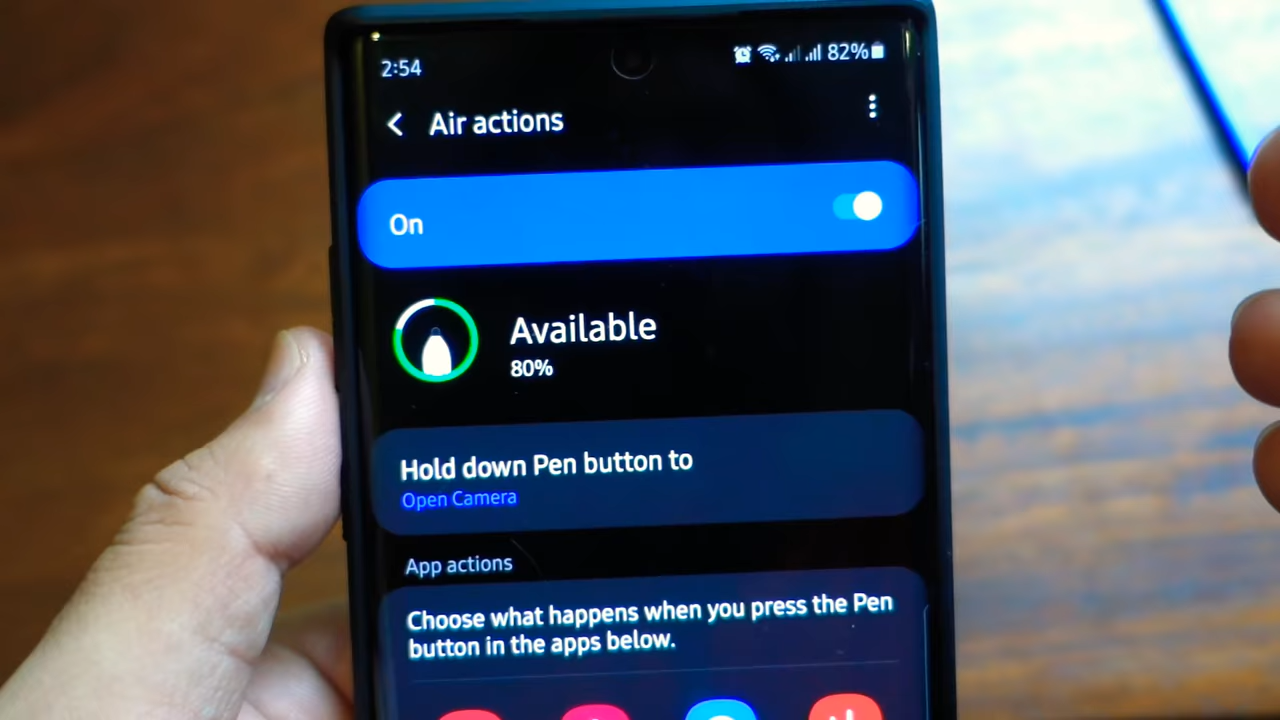 2:54 82%
Air actions
On
Available
80%
Hold down Pen button to
Open Camera
App actions
Choose what happens when you press the Pen
button in the apps below.